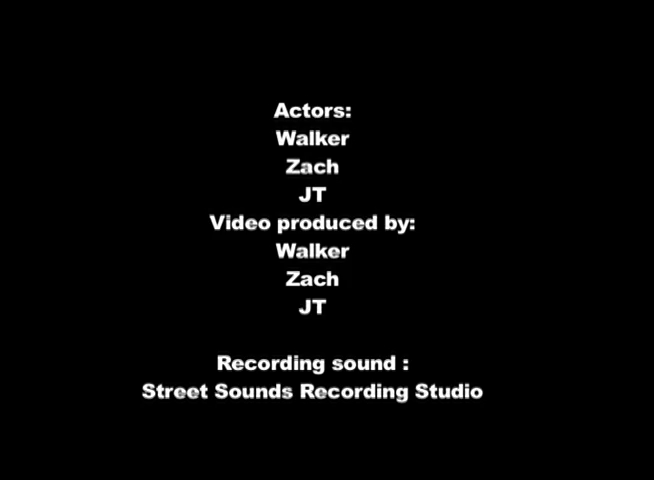 Actors:
Walker
Zach
JT
Video produced by:
Walker
Zach
JT
Recording sound :
Street Sounds Recording Studio